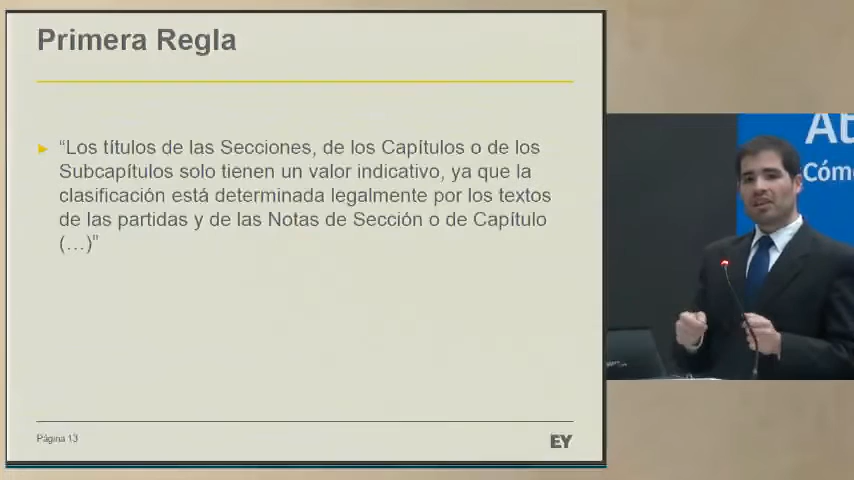 Primera Regla
“Los títulos de las Secciones, de los Capítulos o de los
Subcapítulos solo tienen un valor indicativo, ya que la
clasificación está determinada legalmente por los textos
de las partidas y de las Notas de Sección o de Capítulo
(…)”
Página 13
EY
At
Cómo